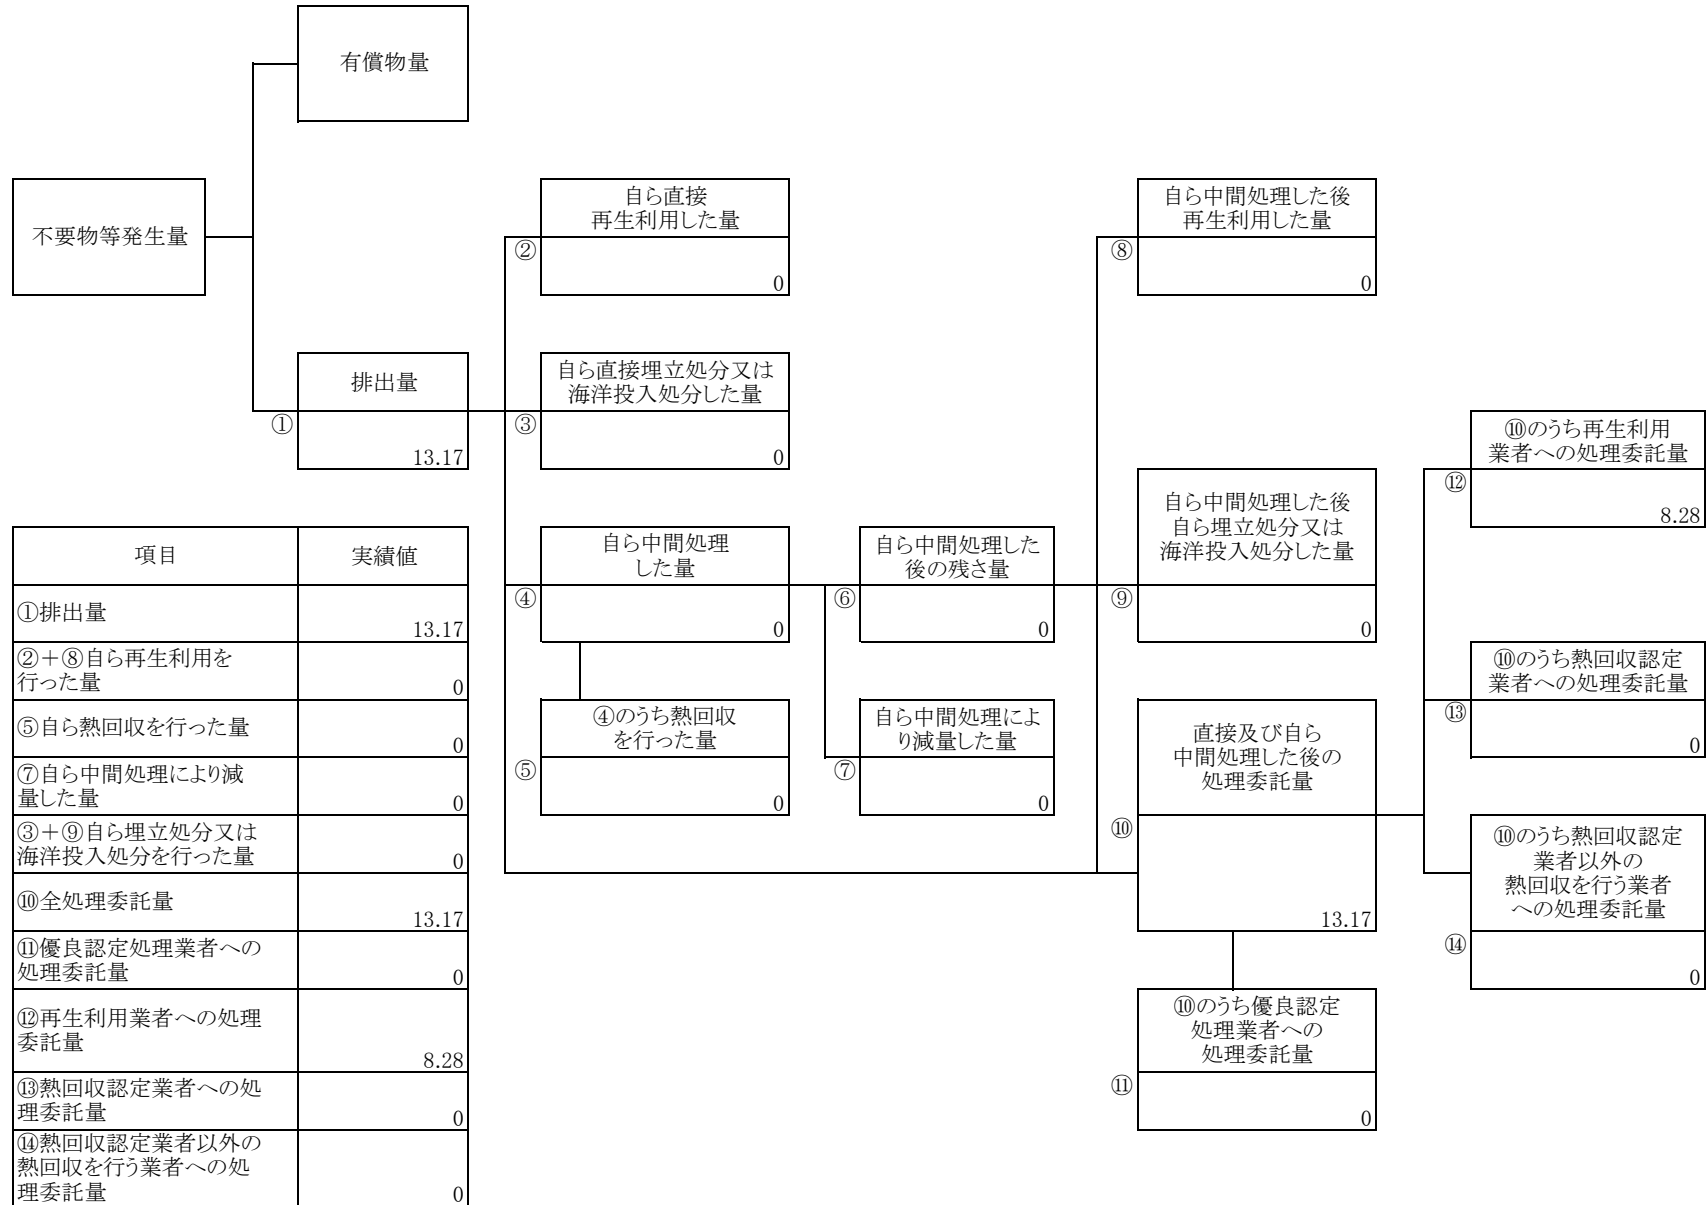 有償物量
不要物等発生量
自ら直接
再生利用した量
②
0
自ら中間処理した後
再生利用した量
⑧
0
排出量
①
13.17
自ら直接埋立処分又は
海洋投入処分した量
③
0
⑩のうち再生利用
業者への処理委託量
⑫
8.28
自ら中間処理
した量
④
0
自ら中間処理した
後の残さ量
⑥
0
自ら中間処理した後
自ら埋立処分又は
海洋投入処分した量
⑨
0
⑩のうち熱回収認定
業者への処理委託量
⑬
0
④のうち熱回収
を行った量
⑤
0
自ら中間処理によ
り減量した量
⑦
0
直接及び自ら
中間処理した後の
処理委託量
⑩
13.17
⑩のうち熱回収認定
業者以外の
熱回収を行う業者
への処理委託量
⑭
0
⑩のうち優良認定
処理業者への
処理委託量
⑪
0
項目
実績値
①排出量
13.17
②+⑧自ら再生利用を
行った量
0
⑤自ら熱回収を行った量
0
⑦自ら中間処理により減
量した量
0
③+⑨自ら埋立処分又は
海洋投入処分を行った量
0
⑩全処理委託量
13.17
⑪優良認定処理業者への
処理委託量
0
⑫再生利用業者への処理
委託量
8.28
⑬熱回収認定業者への処
理委託量
0
⑭熱回収認定業者以外の
熱回収を行う業者への処
理委託量
0